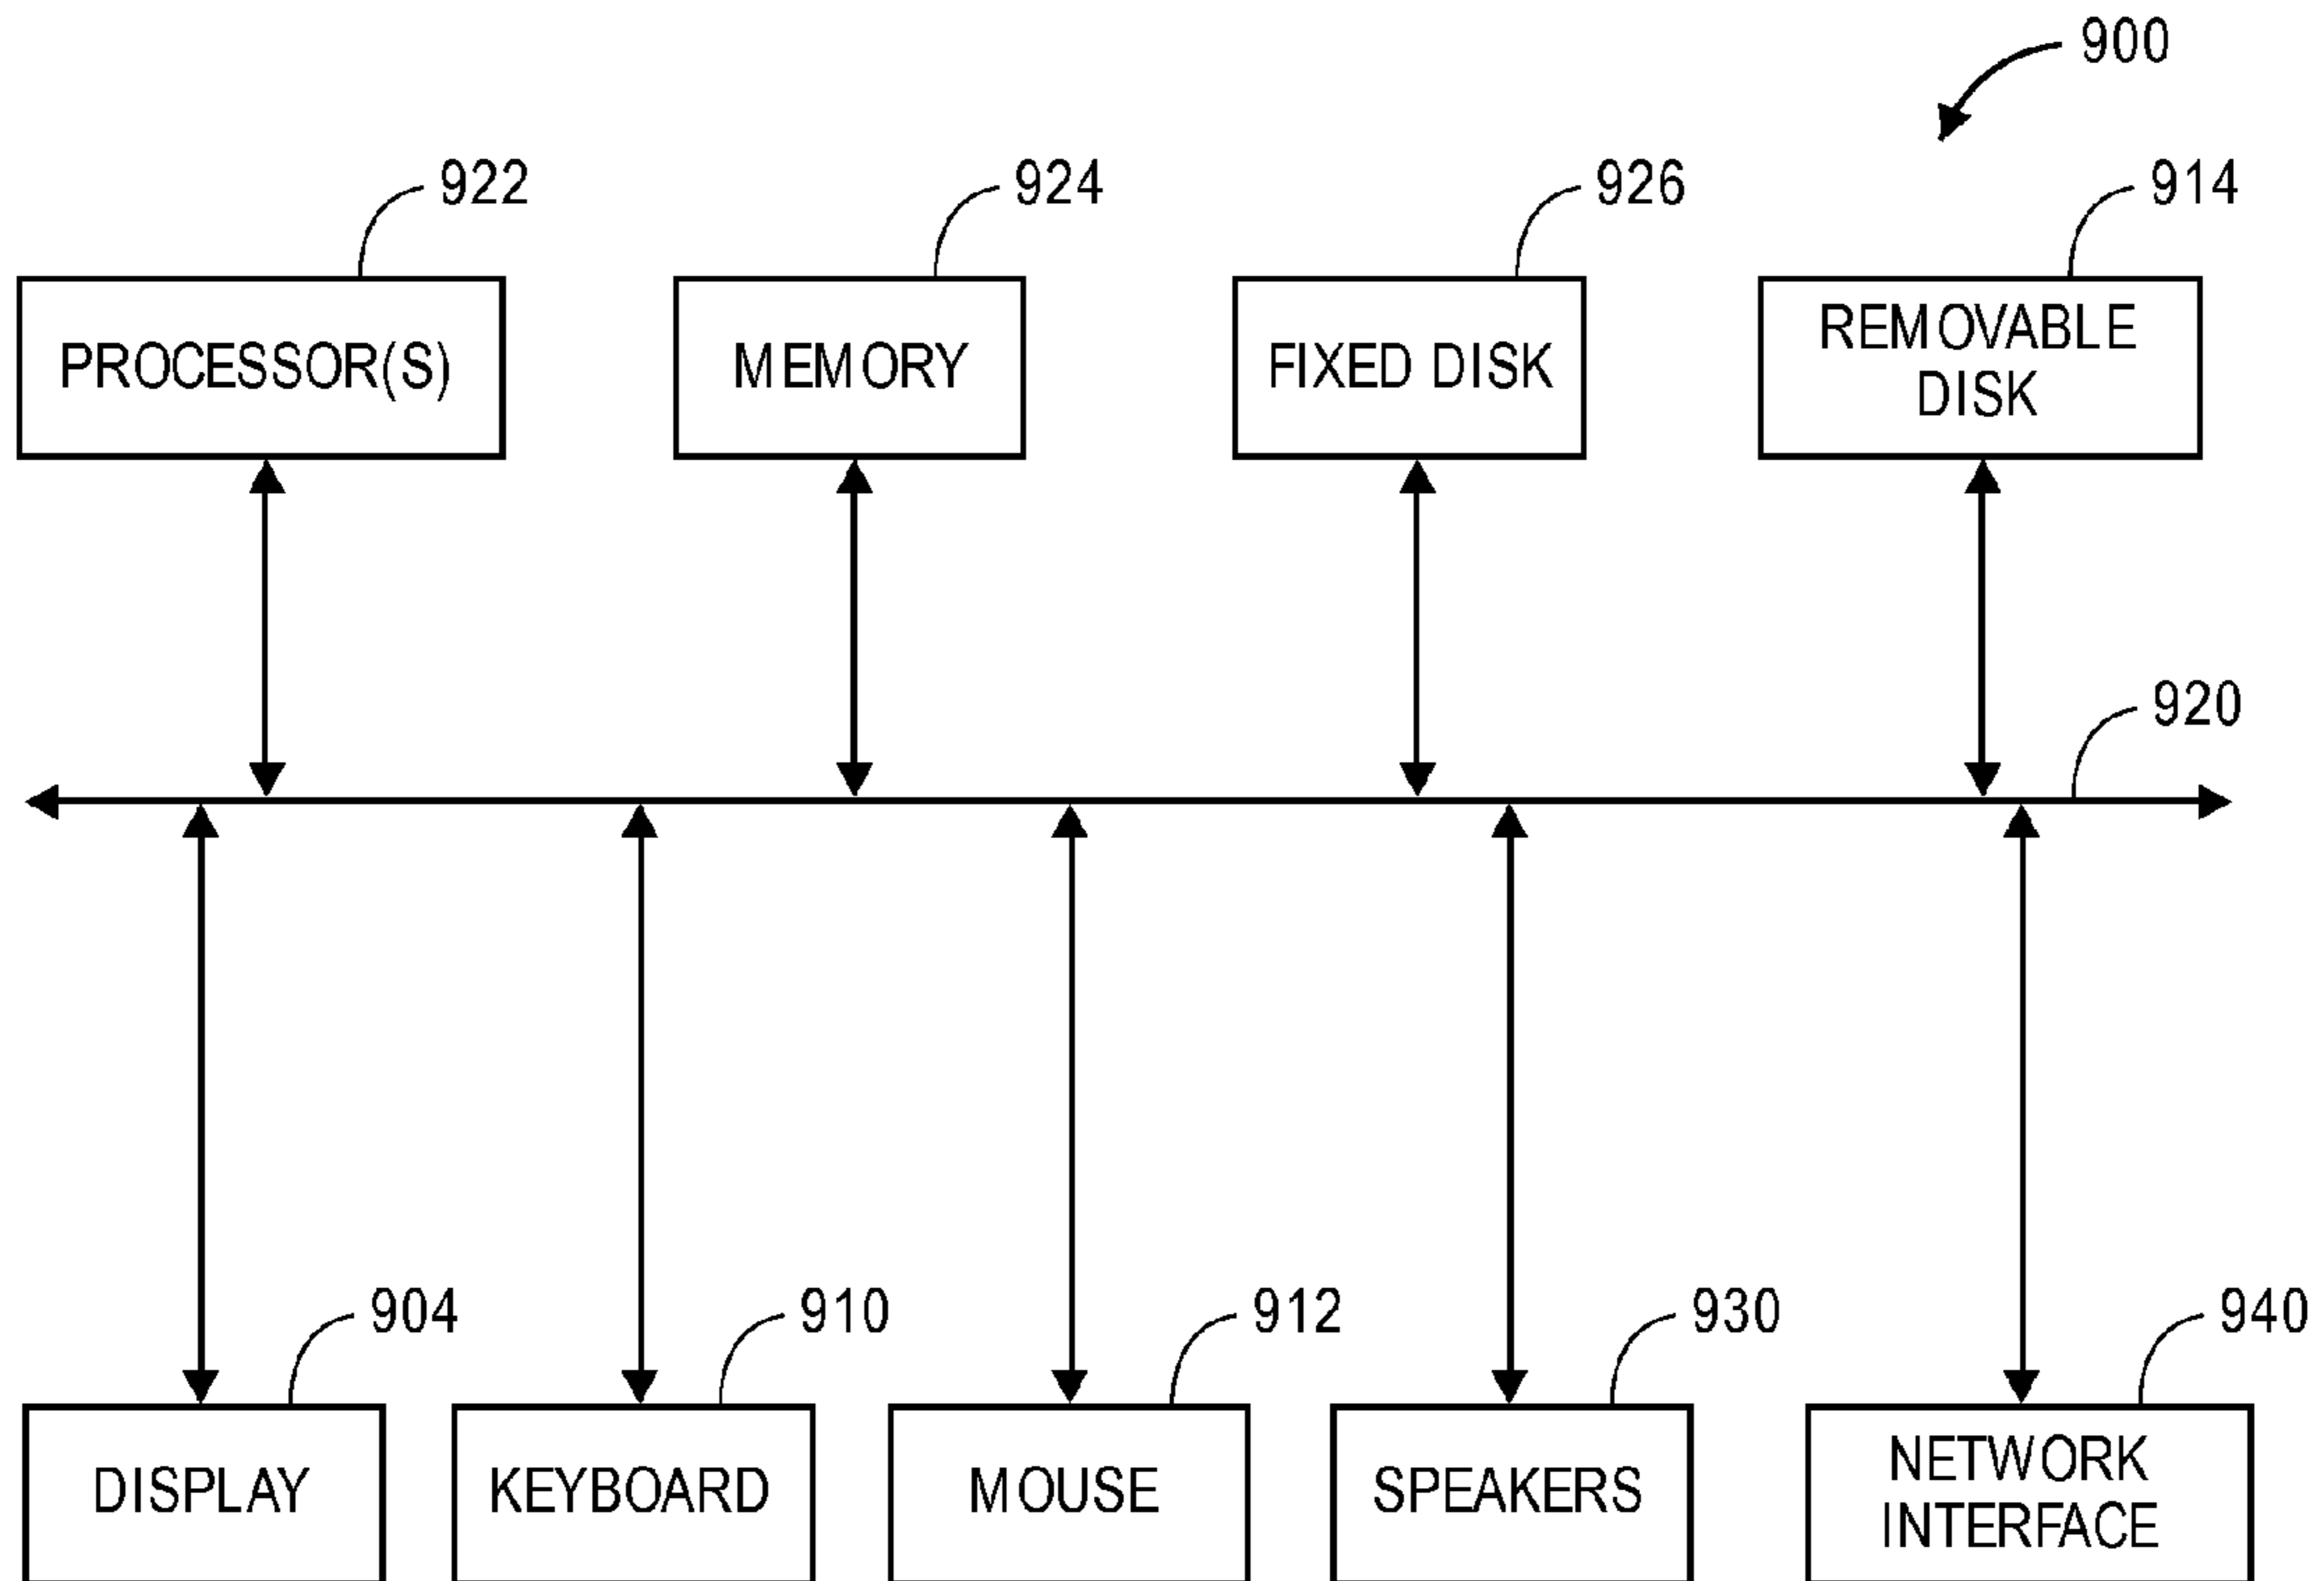 900
922
924
926
914
PROCESSOR(S)
MEMORY
FIXED DISK
REMOVABLE
DISK
920
904
910
912
930
940
DISPLAY
KEYBOARD
MOUSE
SPEAKERS
NETWORK
INTERFACE